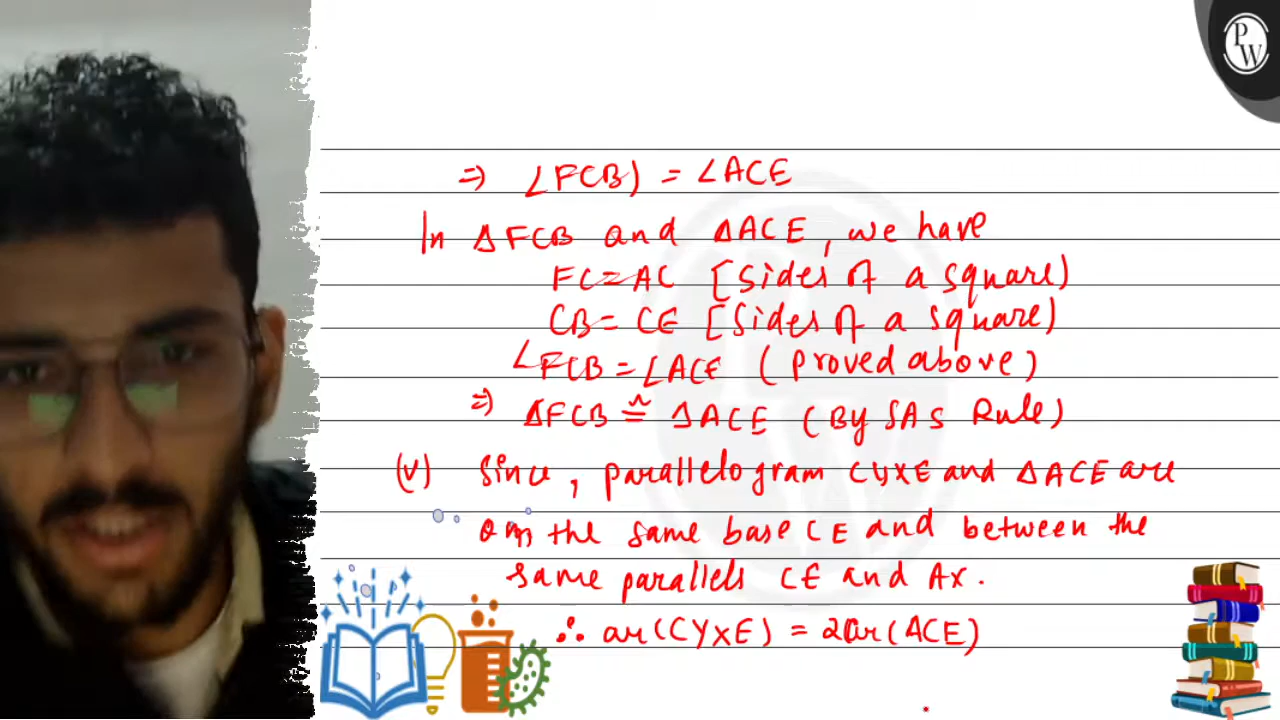 PW
⇒ ∠FCB) = ∠ACE
In ΔFCB and ΔACE, we have
FC=AC [Sides of a square)
CB= CE [Sides of a square)
∠FCB = ∠ACE (Proved above)
⇒ ΔFCB ≅ ΔACE (By SAS Rule)
(V) Since, parallelogram CYXE and ΔACE are
on the same base CE and between the
same parallels CE and AX.
∴ ar(CYXE) = 2ar(ACE)